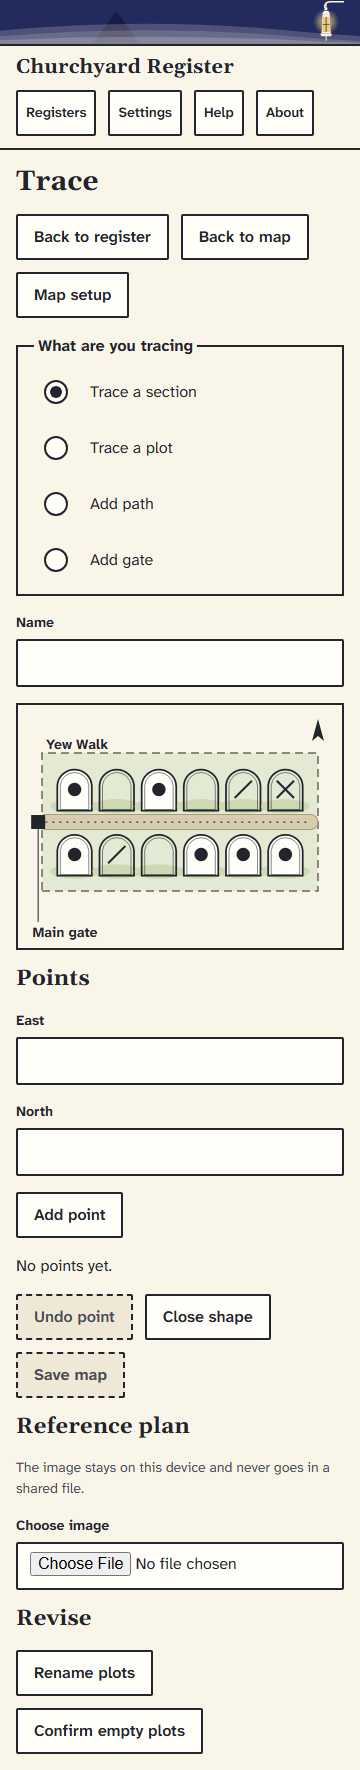 Churchyard Register
Registers Settings Help About
Trace
Back to register Back to map
Map setup
What are you tracing
Trace a section
Trace a plot
Add path
Add gate
Name
Yew Walk
Main gate
Points
East
North
Add point
No points yet.
Undo point Close shape
Save map
Reference plan
The image stays on this device and never goes in a
shared file.
Choose image
Choose File No file chosen
Revise
Rename plots
Confirm empty plots